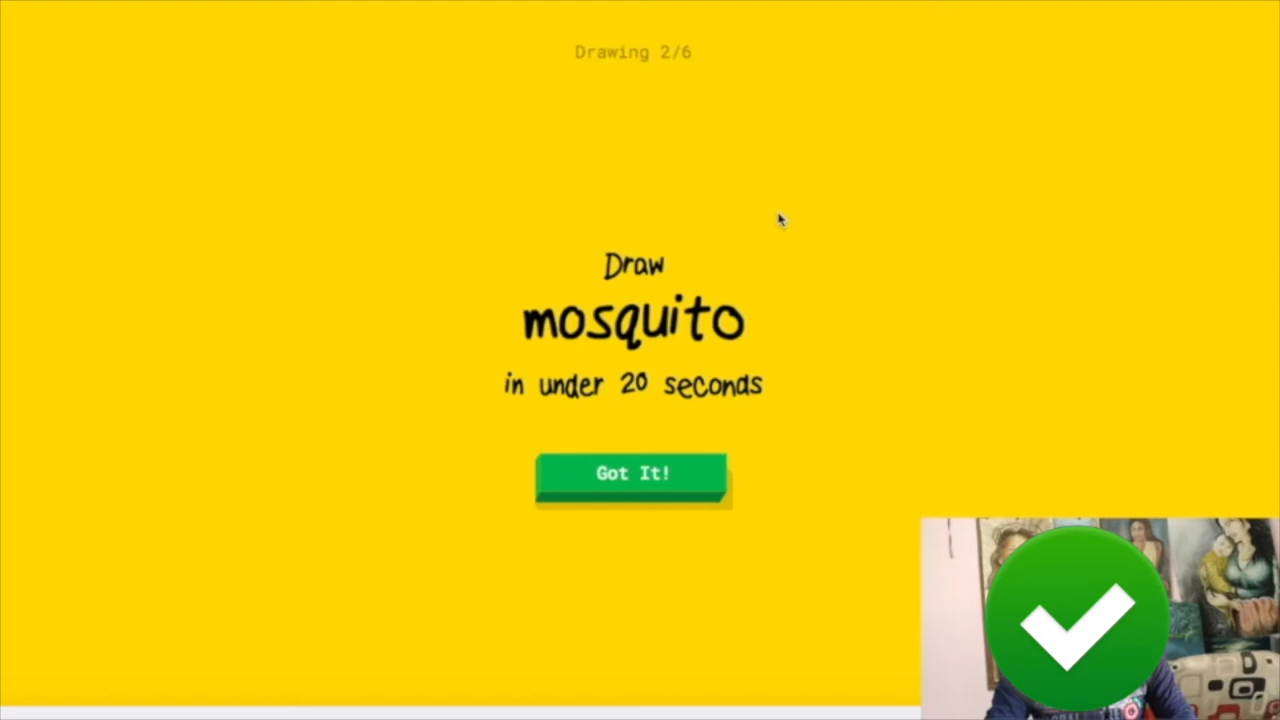 Drawing 2/6
Draw
mosquito
in under 20 seconds
Got It!